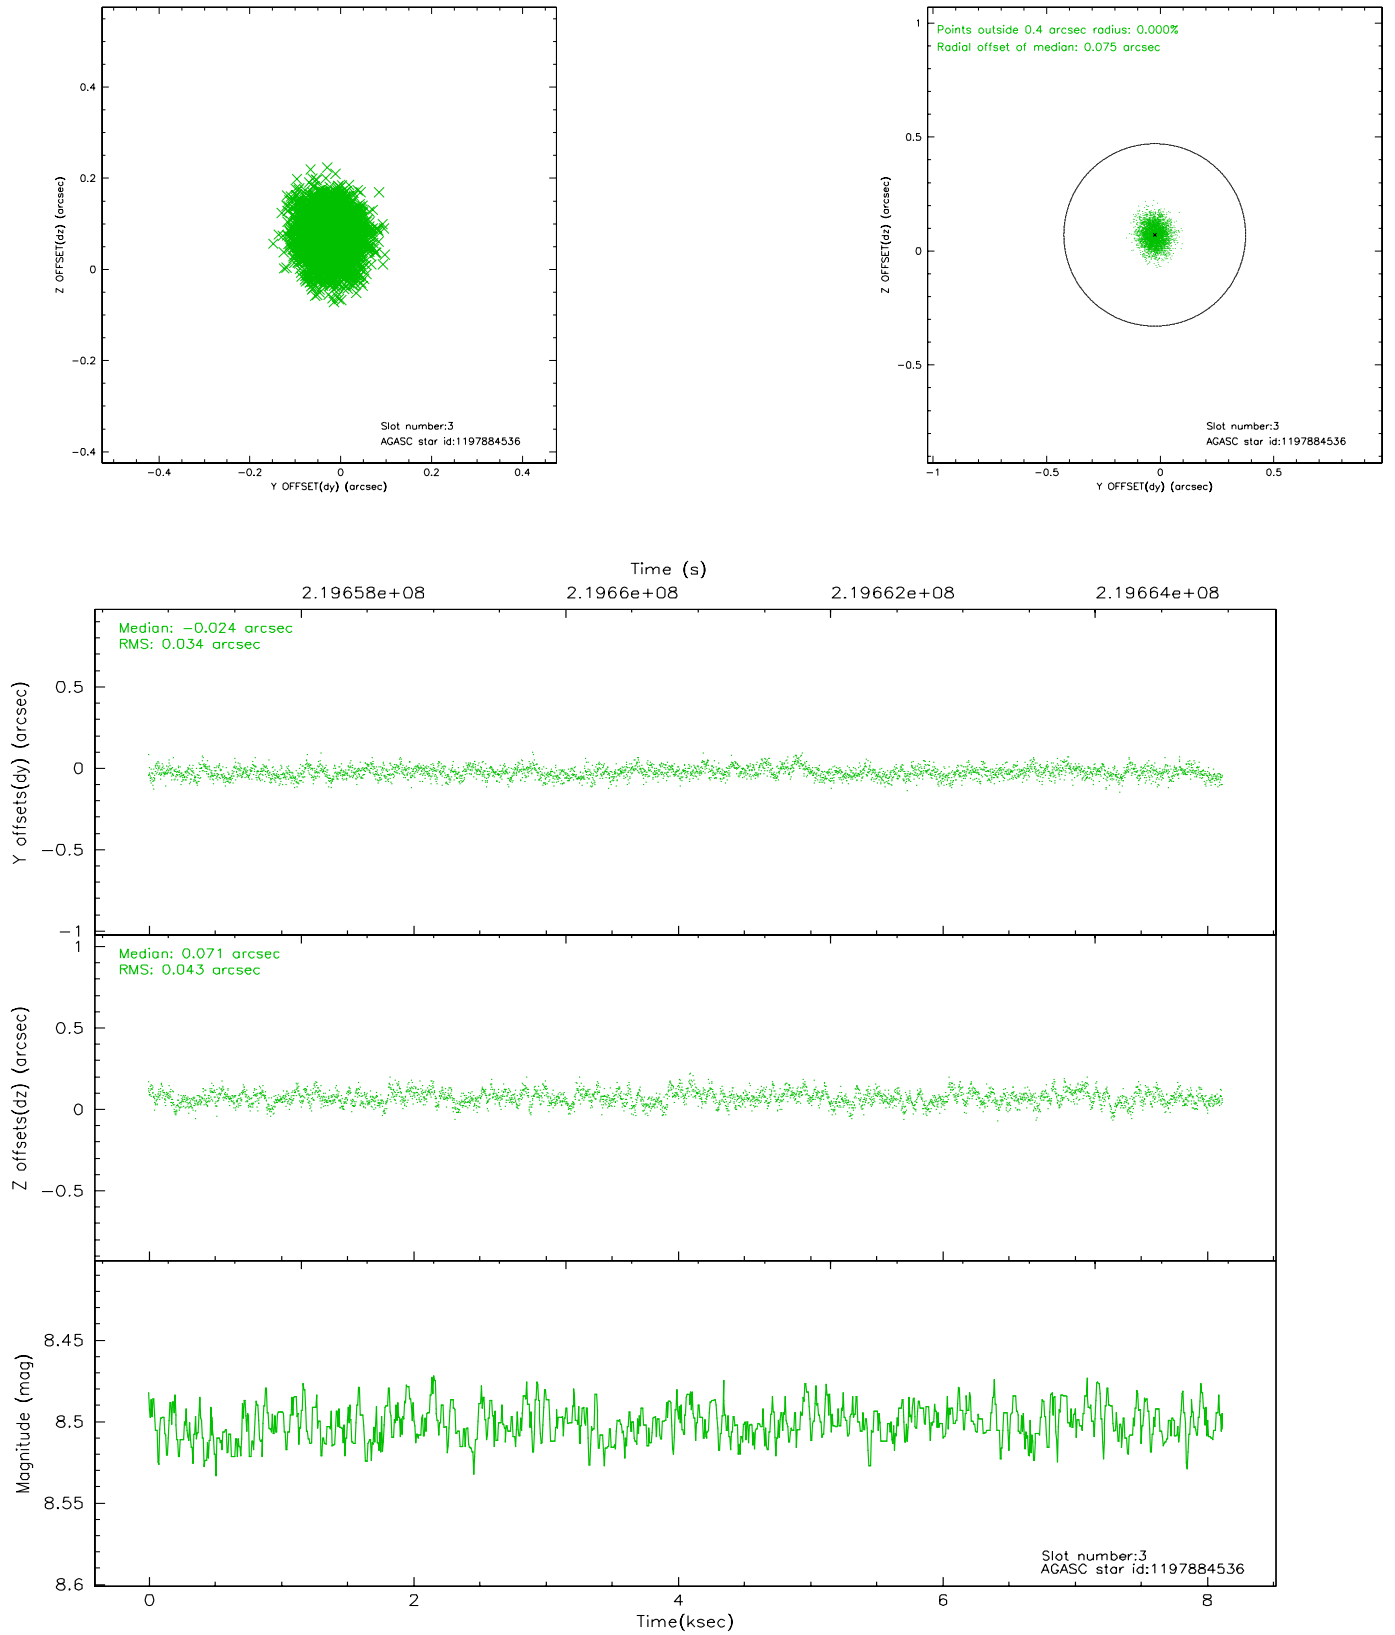 0.4
0.2
0
−0.2
−0.4
Z OFFSET(dz) (arcsec)
Slot number:3
AGASC star id:1197884536
−0.4 −0.2 0 0.2 0.4
Y OFFSET(dy) (arcsec)
Points outside 0.4 arcsec radius: 0.000%
Radial offset of median: 0.075 arcsec
1
0.5
0
−0.5
Z OFFSET(dz) (arcsec)
Slot number:3
AGASC star id:1197884536
−1 −0.5 0 0.5
Y OFFSET(dy) (arcsec)
Time (s)
2.19658e+08 2.1966e+08 2.19662e+08 2.19664e+08
Median: −0.024 arcsec
RMS: 0.034 arcsec
0.5
0
−0.5
−1
Y offsets(dy) (arcsec)
Median: 0.071 arcsec
RMS: 0.043 arcsec
1
0.5
0
−0.5
Z offsets(dz) (arcsec)
8.45
8.5
8.55
8.6
Magnitude (mag)
Slot number:3
AGASC star id:1197884536
0 2 4 6 8
Time(ksec)